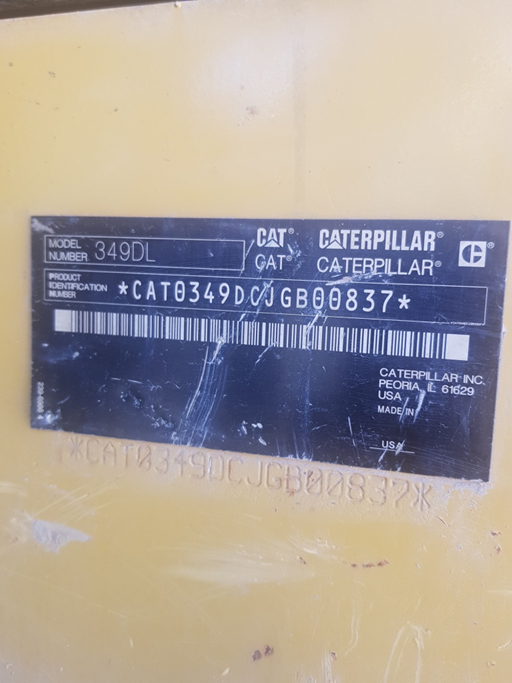 MODEL NUMBER 349DL
CAT® CATERPILLAR®
CAT® CATERPILLAR®
PRODUCT IDENTIFICATION NUMBER *CAT0349DCJGB00837*
CATERPILLAR INC.
PEORIA, IL 61629
USA
MADE IN
USA
*CAT0349DCJGB00837*